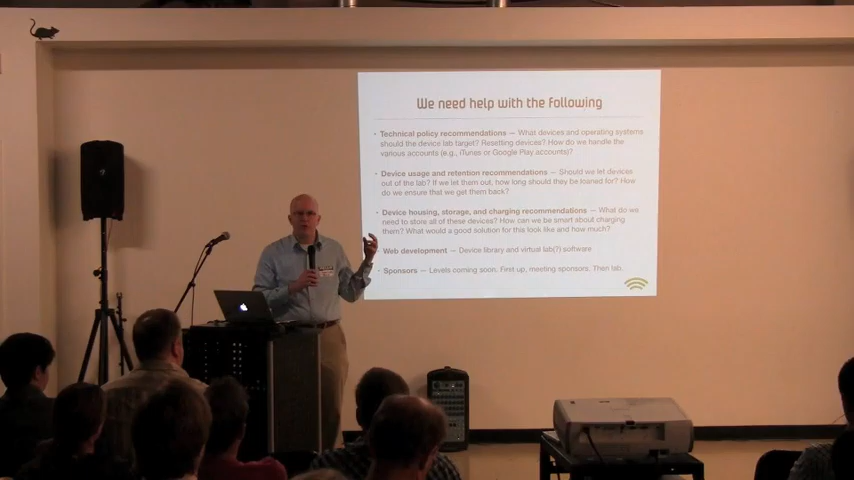 We need help with the following
• Technical policy recommendations — What devices and operating systems
should the device lab target? Resetting devices? How do we handle the
various accounts (e.g., iTunes or Google Play accounts)?
• Device usage and retention recommendations — Should we let devices
out of the lab? If we let them out, how long should they be loaned for? How
do we ensure that we get them back?
• Device housing, storage, and charging recommendations — What do we
need to store all of these devices? How can we be smart about charging
them? What would a good solution for this look like and how much?
• Web development — Device library and virtual lab(?) software
• Sponsors — Levels coming soon. First up, meeting sponsors. Then lab.